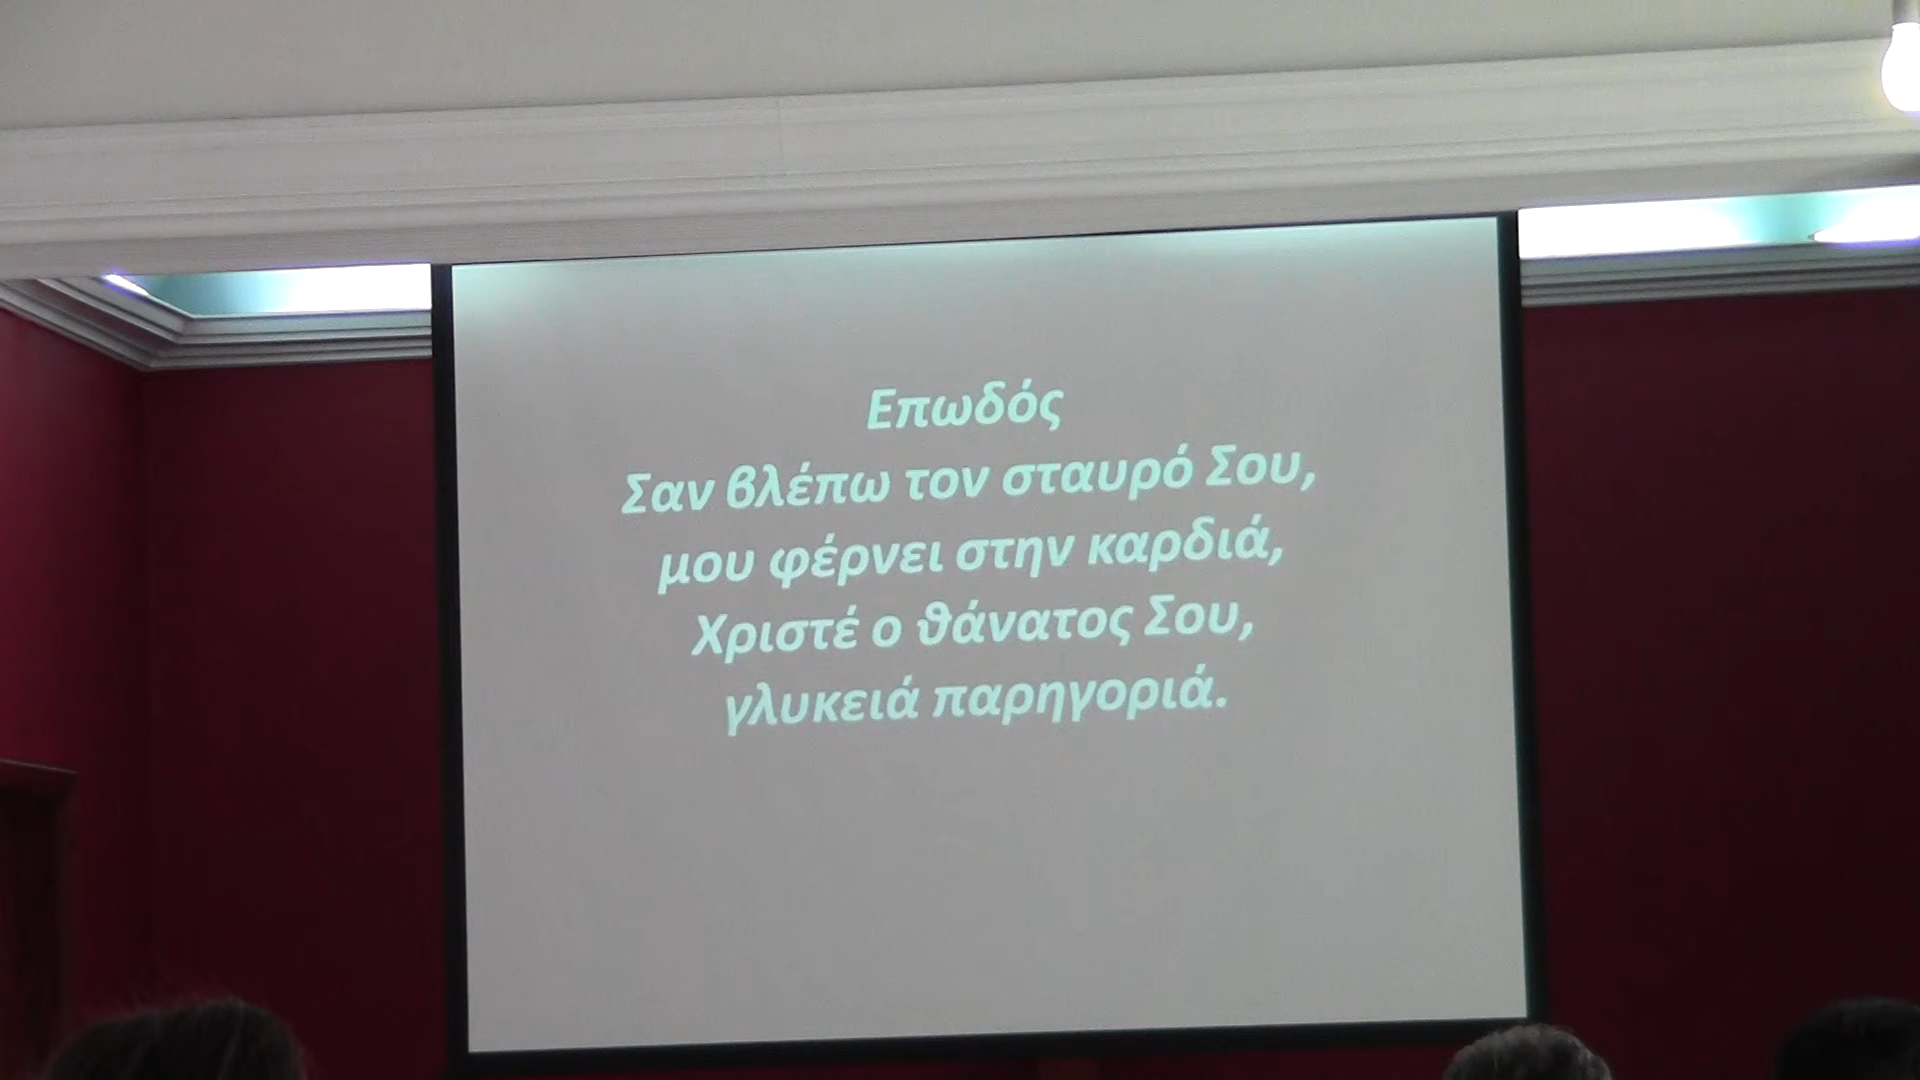 Επωδός
Σαν βλέπω τον σταυρό Σου,
μου φέρνει στην καρδιά,
Χριστέ ο θάνατος Σου,
γλυκειά παρηγοριά.